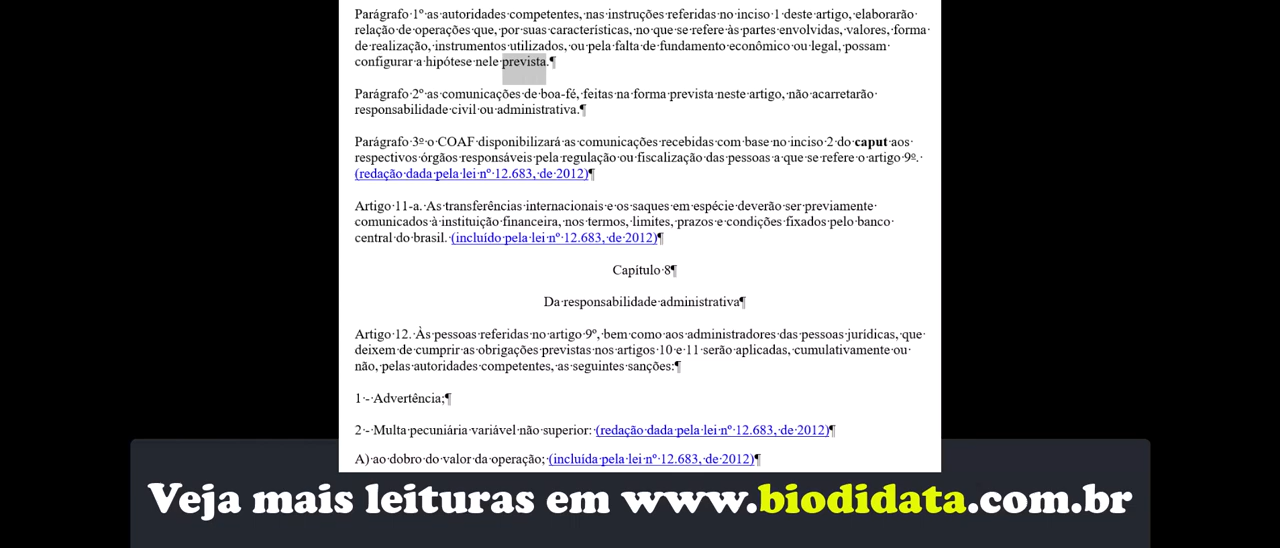 Parágrafo 1º as autoridades competentes, nas instruções referidas no inciso 1 deste artigo, elaborarão
relação de operações que, por suas características, no que se refere às partes envolvidas, valores, forma
de realização, instrumentos utilizados, ou pela falta de fundamento econômico ou legal, possam
configurar a hipótese nele prevista.¶
Parágrafo 2º as comunicações de boa-fé, feitas na forma prevista neste artigo, não acarretarão
responsabilidade civil ou administrativa.¶
Parágrafo 3º o COAF disponibilizará as comunicações recebidas com base no inciso 2 do caput aos
respectivos órgãos responsáveis pela regulação ou fiscalização das pessoas a que se refere o artigo 9º.
(redação dada pela lei nº 12.683, de 2012)¶
Artigo 11-a. As transferências internacionais e os saques em espécie deverão ser previamente
comunicados à instituição financeira, nos termos, limites, prazos e condições fixados pelo banco
central do brasil. (incluído pela lei nº 12.683, de 2012)¶
Capítulo 8¶
Da responsabilidade administrativa¶
Artigo 12. Às pessoas referidas no artigo 9º, bem como aos administradores das pessoas jurídicas, que
deixem de cumprir as obrigações previstas nos artigos 10 e 11 serão aplicadas, cumulativamente ou
não, pelas autoridades competentes, as seguintes sanções:¶
1 - Advertência;¶
2 - Multa pecuniária variável não superior: (redação dada pela lei nº 12.683, de 2012)¶
A) ao dobro do valor da operação; (incluída pela lei nº 12.683, de 2012)¶
Veja mais leituras em www.biodidata.com.br